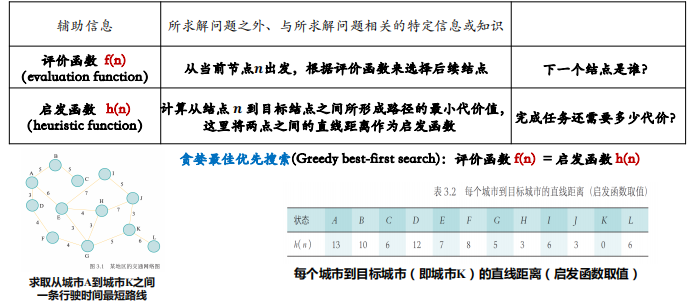 辅助信息
所求解问题之外、与所求解问题相关的特定信息或知识
评价函数 f(n)
(evaluation function)
从当前节点n出发，根据评价函数来选择后续结点
下一个结点是谁?
启发函数 h(n)
(heuristic function)
计算从结点 n 到目标结点之间所形成路径的最小代价值，
这里将两点之间的直线距离作为启发函数
完成任务还需要多少代价?
贪婪最佳优先搜索(Greedy best-first search)：评价函数 f(n) = 启发函数 h(n)
A
B
C
D
E
F
G
H
I
J
K
L
图 3.1 某地区的交通网络图
求取从城市A到城市K之间
一条行驶时间最短路线
表 3.2 每个城市到目标城市的直线距离（启发函数取值）
状态 A B C D E F G H I J K L
h(n) 13 10 6 12 7 8 5 3 6 3 0 6
每个城市到目标城市（即城市K）的直线距离（启发函数取值）